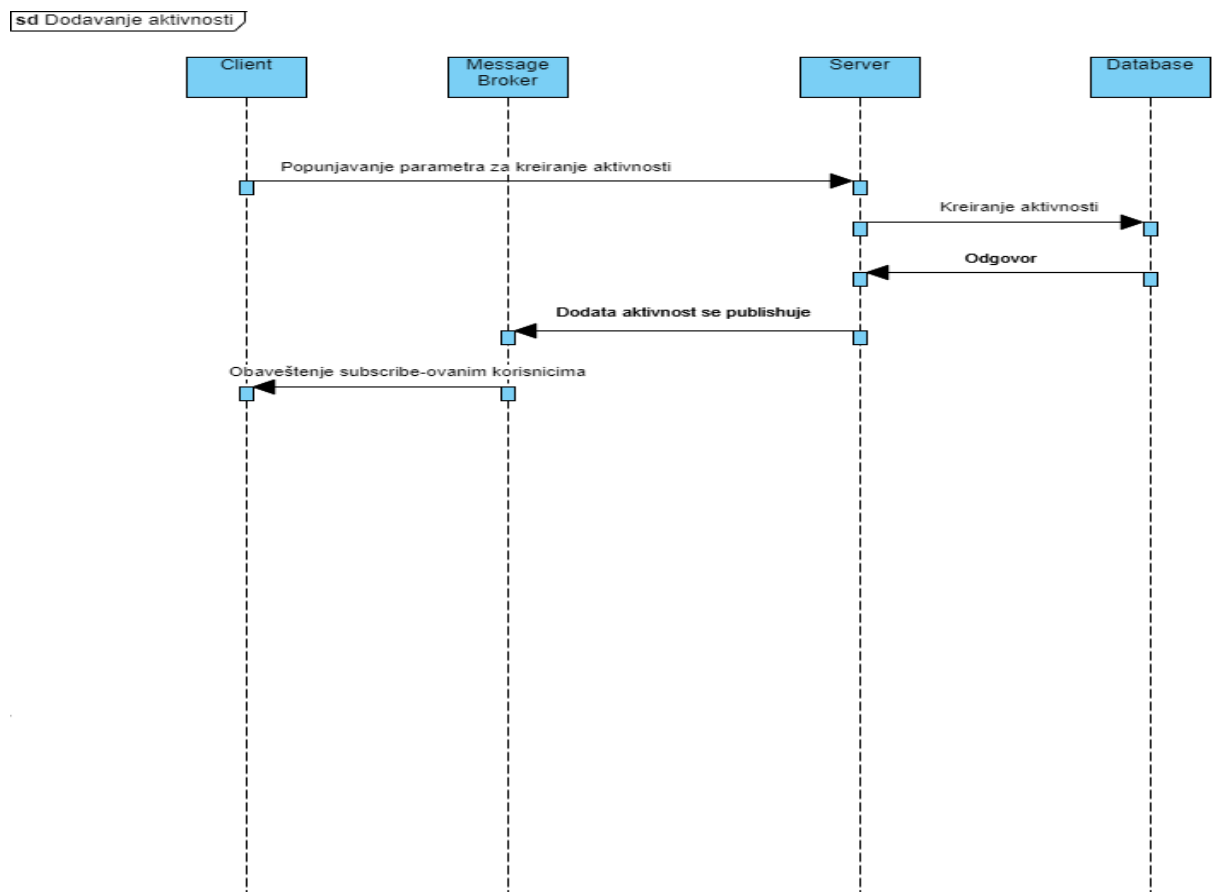 sd Dodavanje aktivnosti
Client
Message
Broker
Server
Database
Popunjavanje parametra za kreiranje aktivnosti
Kreiranje aktivnosti
Odgovor
Dodata aktivnost se publishuje
Obaveštenje subscribe-ovanim korisnicima